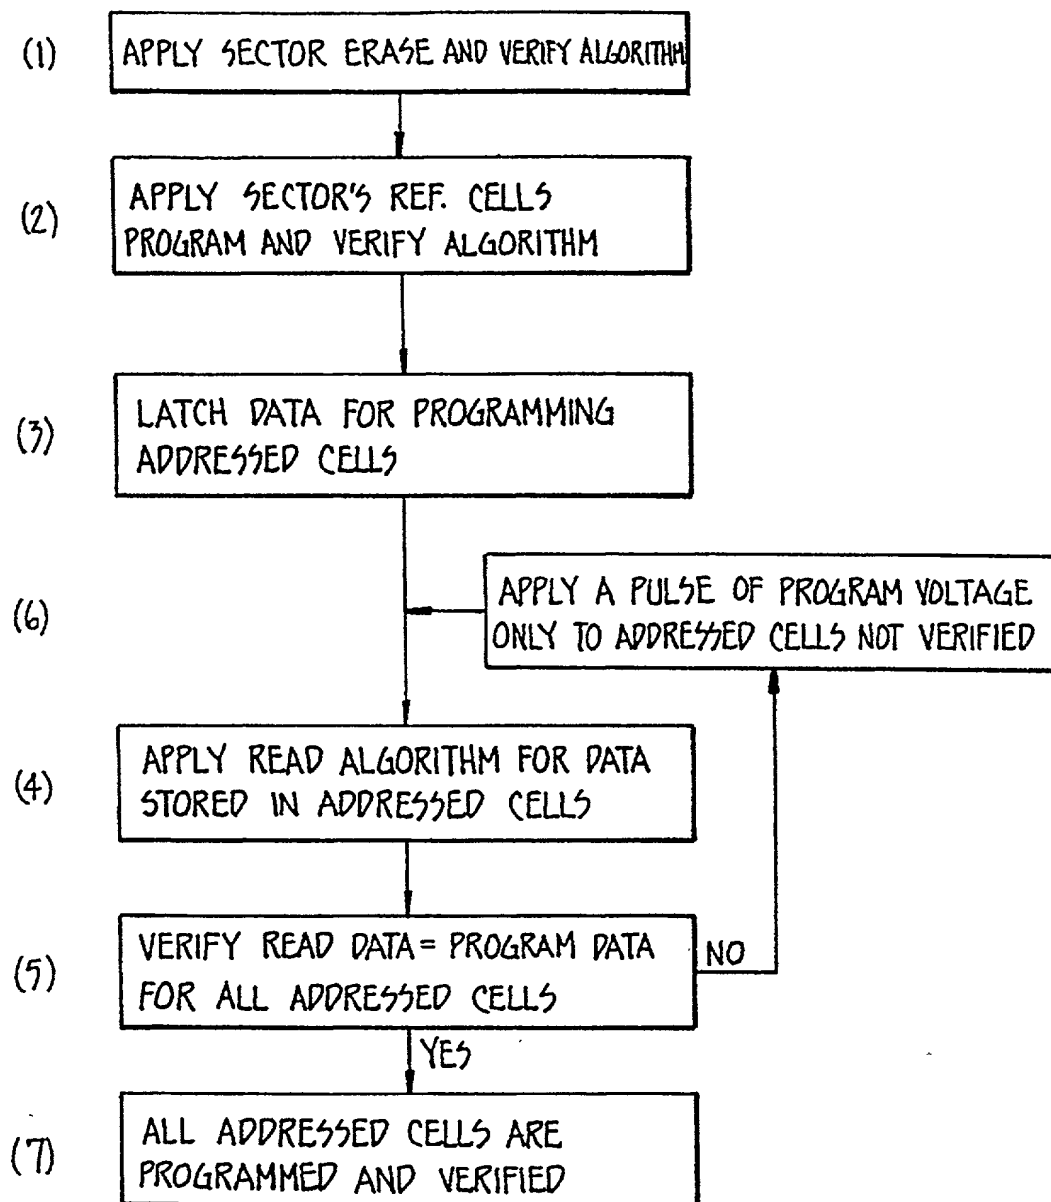 (1) APPLY SECTOR ERASE AND VERIFY ALGORITHM
(2) APPLY SECTOR'S REF. CELLS
PROGRAM AND VERIFY ALGORITHM
(3) LATCH DATA FOR PROGRAMMING
ADDRESSED CELLS
(6) APPLY A PULSE OF PROGRAM VOLTAGE
ONLY TO ADDRESSED CELLS NOT VERIFIED
(4) APPLY READ ALGORITHM FOR DATA
STORED IN ADDRESSED CELLS
(5) VERIFY READ DATA = PROGRAM DATA
FOR ALL ADDRESSED CELLS
NO
YES
(7) ALL ADDRESSED CELLS ARE
PROGRAMMED AND VERIFIED